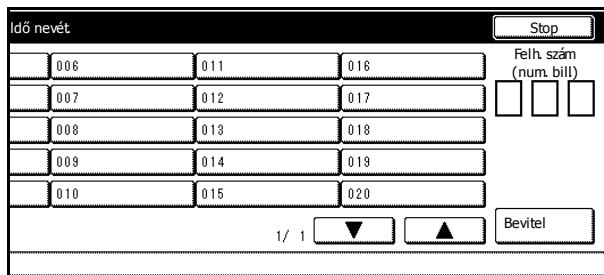 Idő nevét
Stop
Felh. szám
(num. bill)
006 011 016
007 012 017
008 013 018
009 014 019
010 015 020
1/ 1
Bevitel